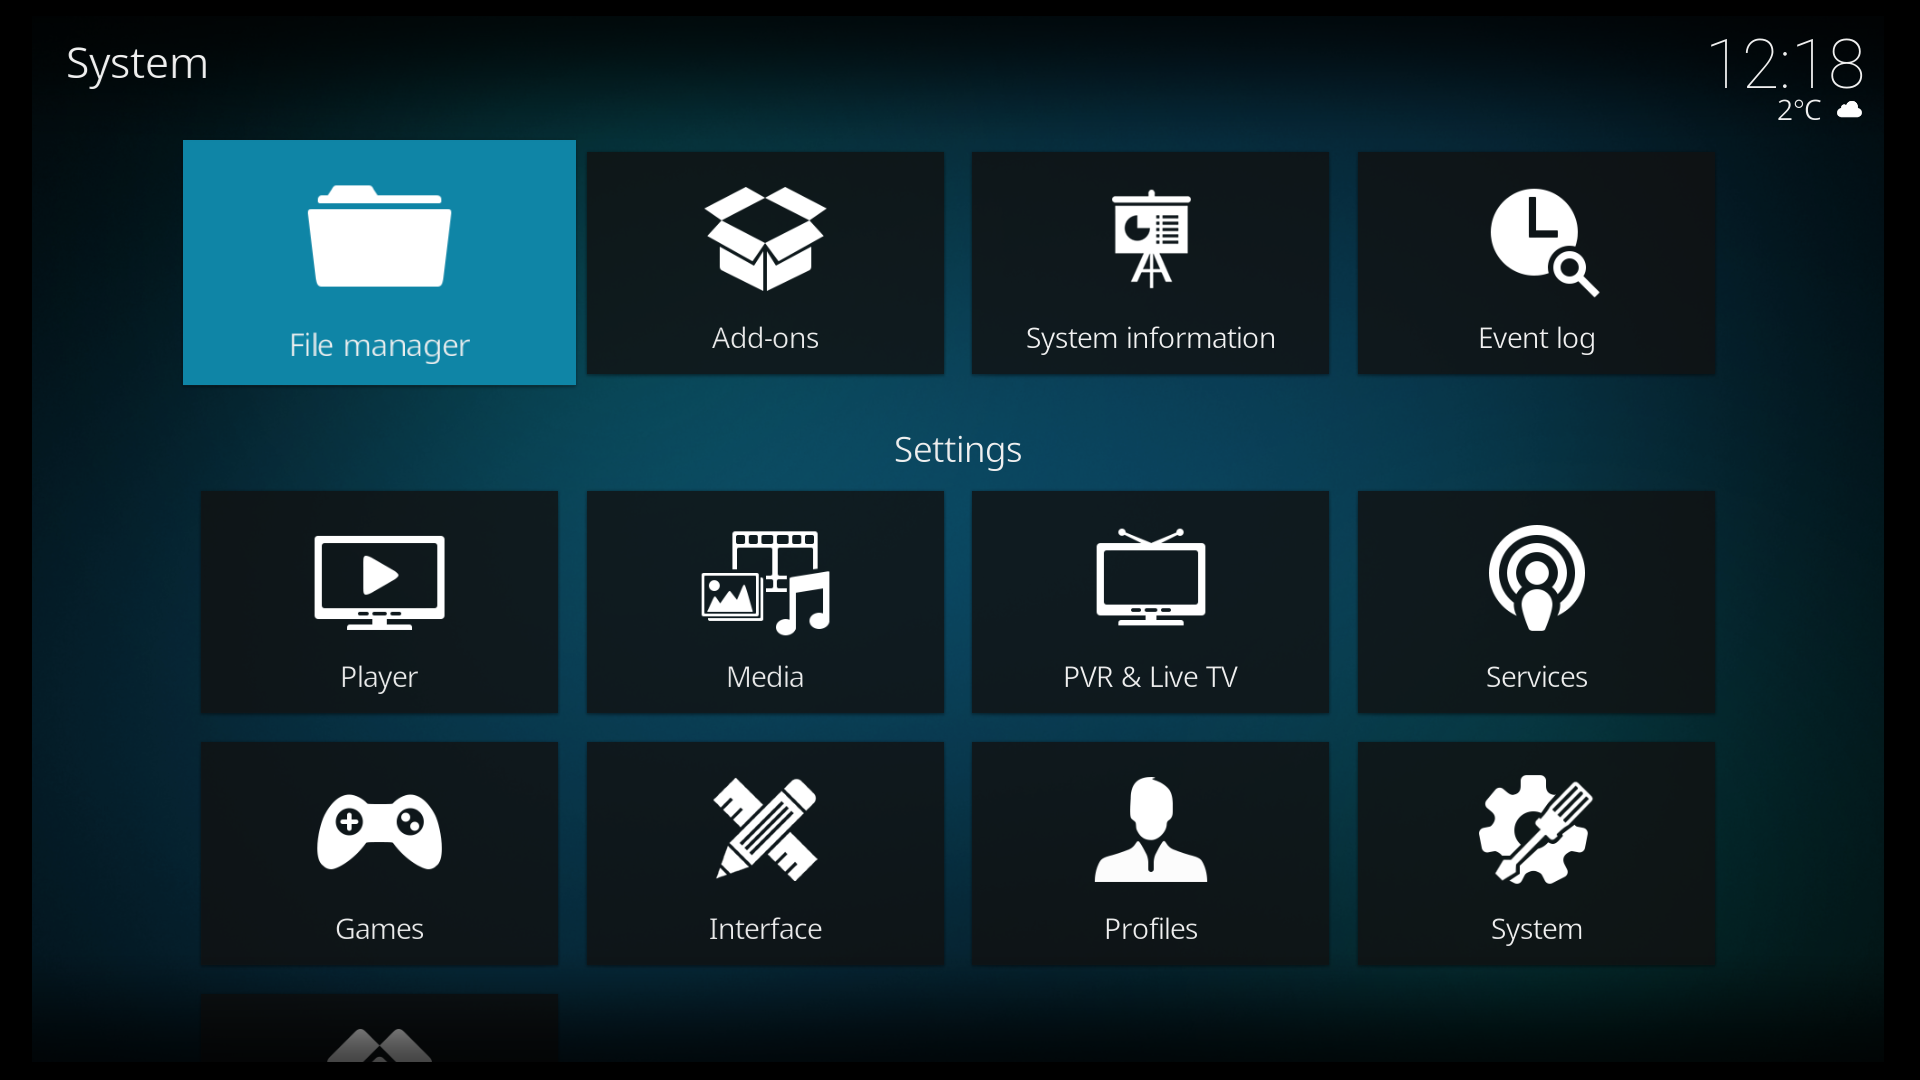 System
12:18
2°C
File manager
Add-ons
System information
Event log
Settings
Player
Media
PVR & Live TV
Services
Games
Interface
Profiles
System